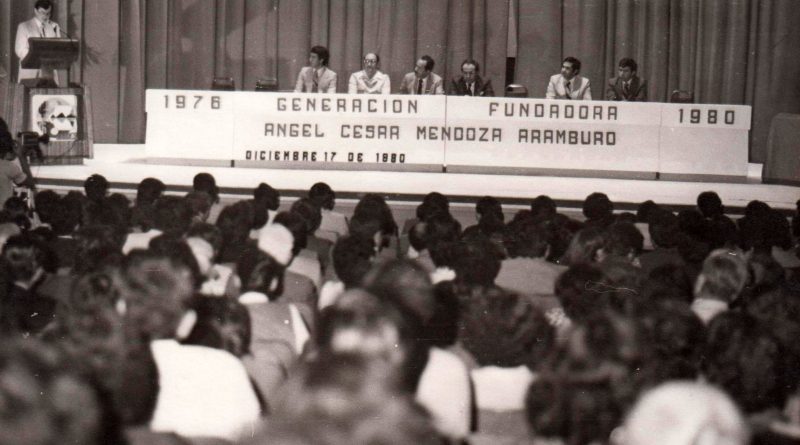 1976 GENERACION FUNDADORA 1980
ANGEL CESAR MENDOZA ARAMBURO
DICIEMBRE 17 DE 1980